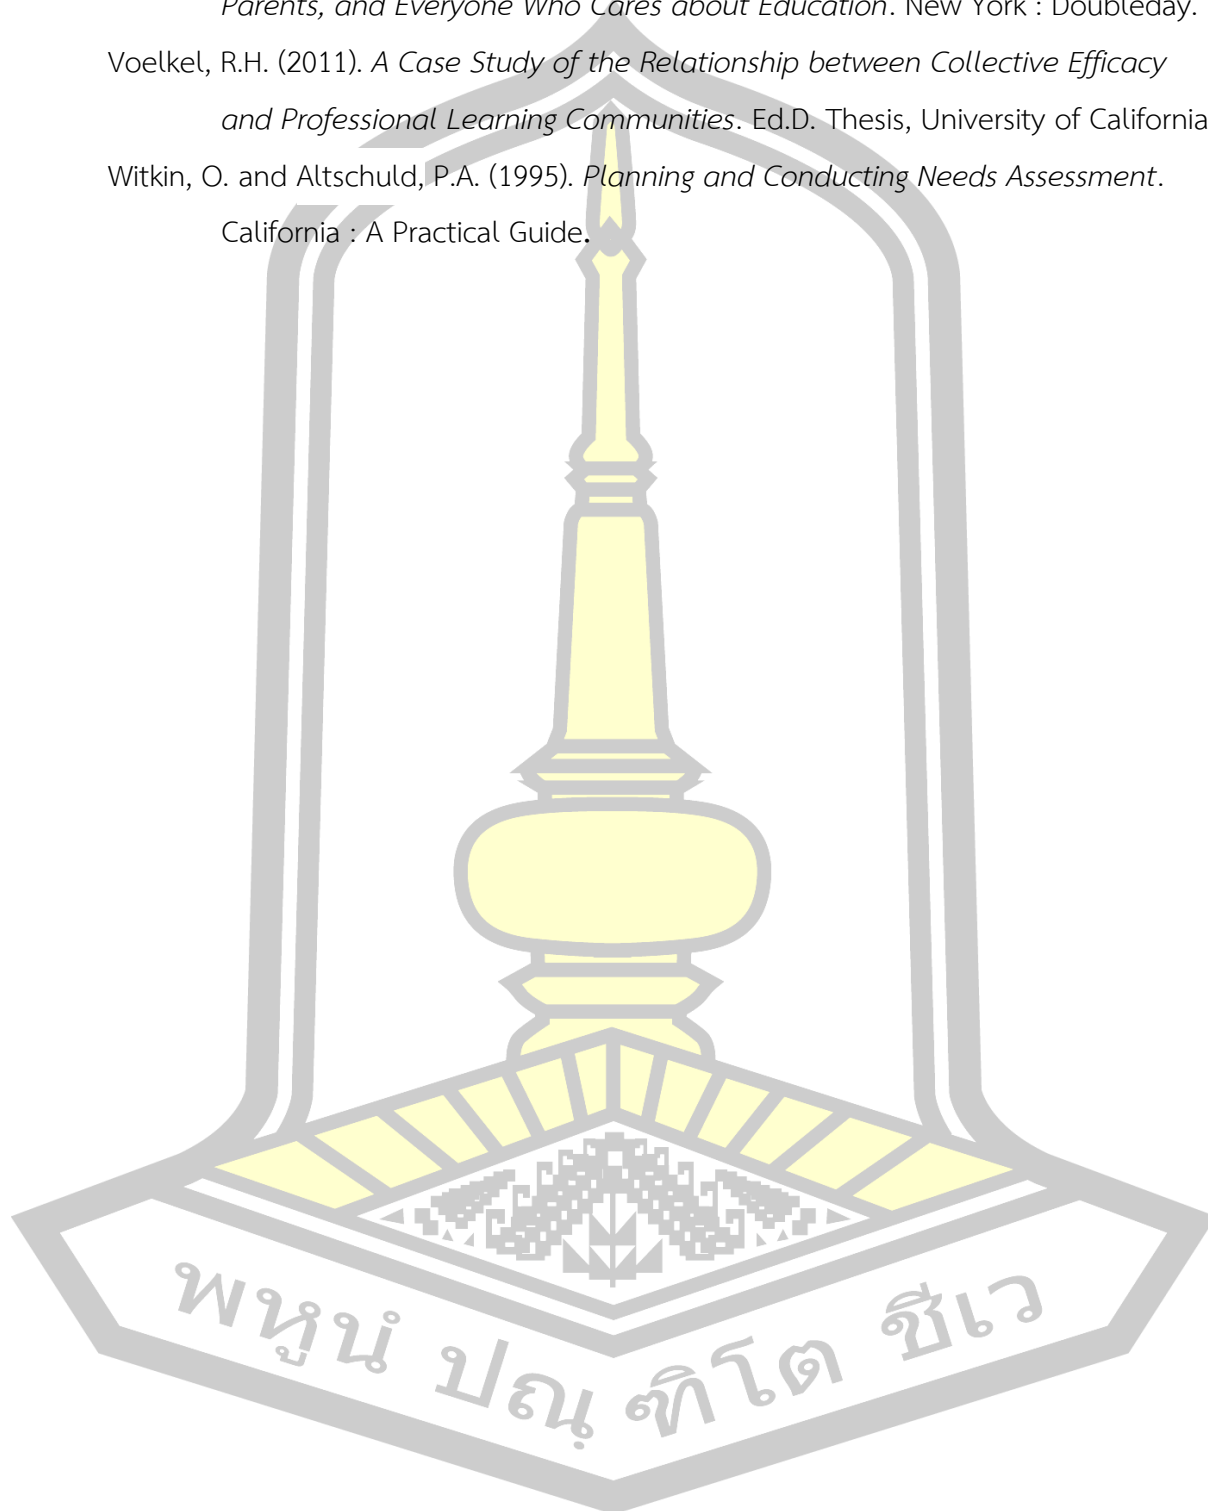 Parents, and Everyone Who Cares about Education. New York : Doubleday.
Voelkel, R.H. (2011). A Case Study of the Relationship between Collective Efficacy
and Professional Learning Communities. Ed.D. Thesis, University of California
Witkin, O. and Altschuld, P.A. (1995). Planning and Conducting Needs Assessment.
California : A Practical Guide.
พหูนํ ปณฺ ฑิโต ชีเว